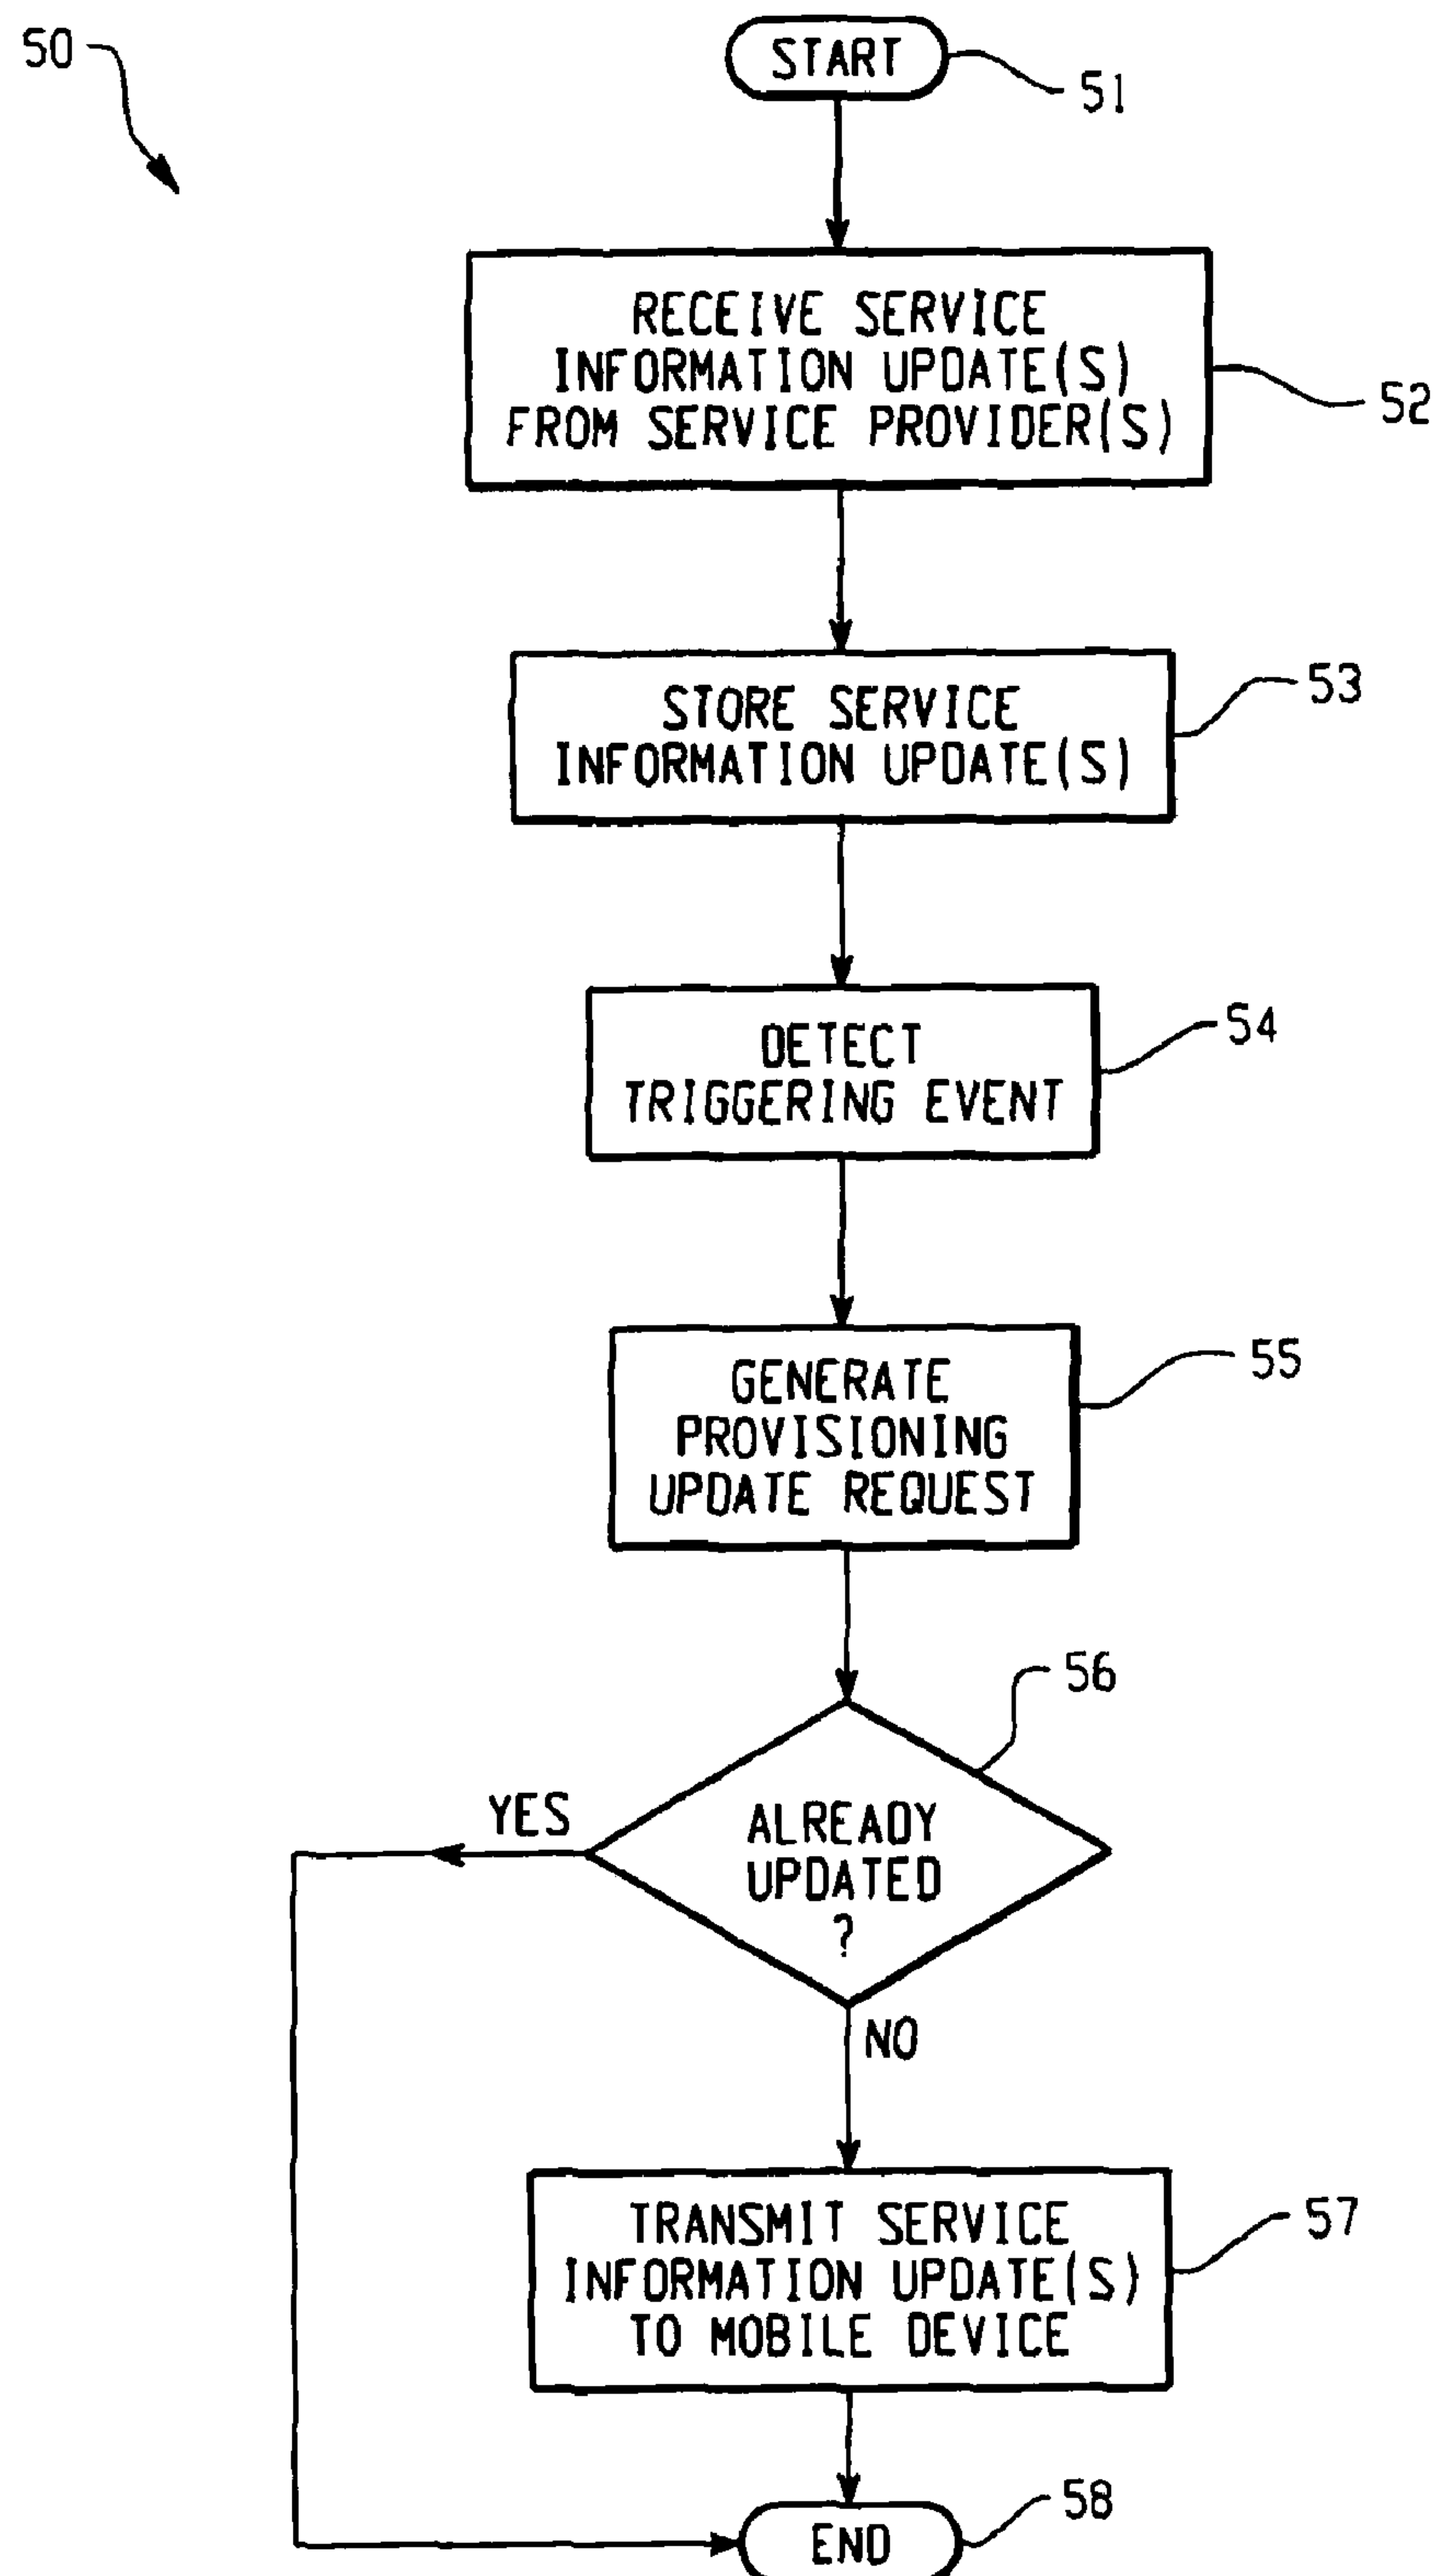 50
START
51
RECEIVE SERVICE
INFORMATION UPDATE(S)
FROM SERVICE PROVIDER(S)
52
STORE SERVICE
INFORMATION UPDATE(S)
53
DETECT
TRIGGERING EVENT
54
GENERATE
PROVISIONING
UPDATE REQUEST
55
56
ALREADY
UPDATED
?
YES
NO
TRANSMIT SERVICE
INFORMATION UPDATE(S)
TO MOBILE DEVICE
57
END
58